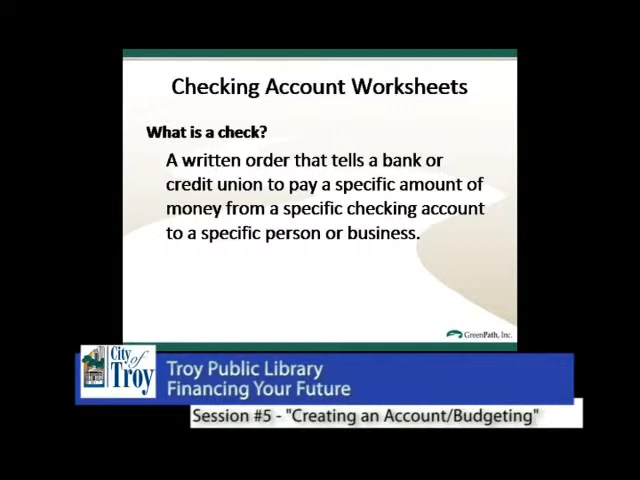 Checking Account Worksheets
What is a check?
A written order that tells a bank or
credit union to pay a specific amount of
money from a specific checking account
to a specific person or business.
GreenPath, Inc.
City of
Troy
Troy Public Library
Financing Your Future
Session #5 - "Creating an Account/Budgeting"